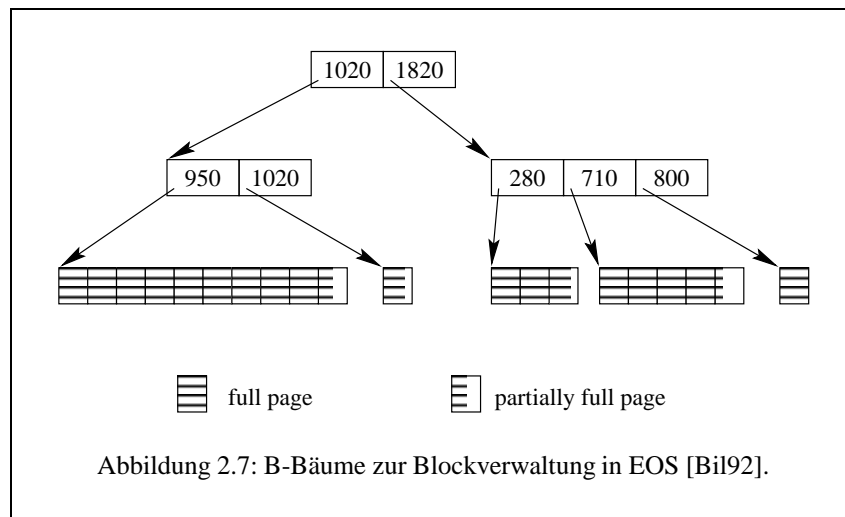 1020 1820
950 1020
280 710 800
full page
partially full page
Abbildung 2.7: B-Bäume zur Blockverwaltung in EOS [Bil92].